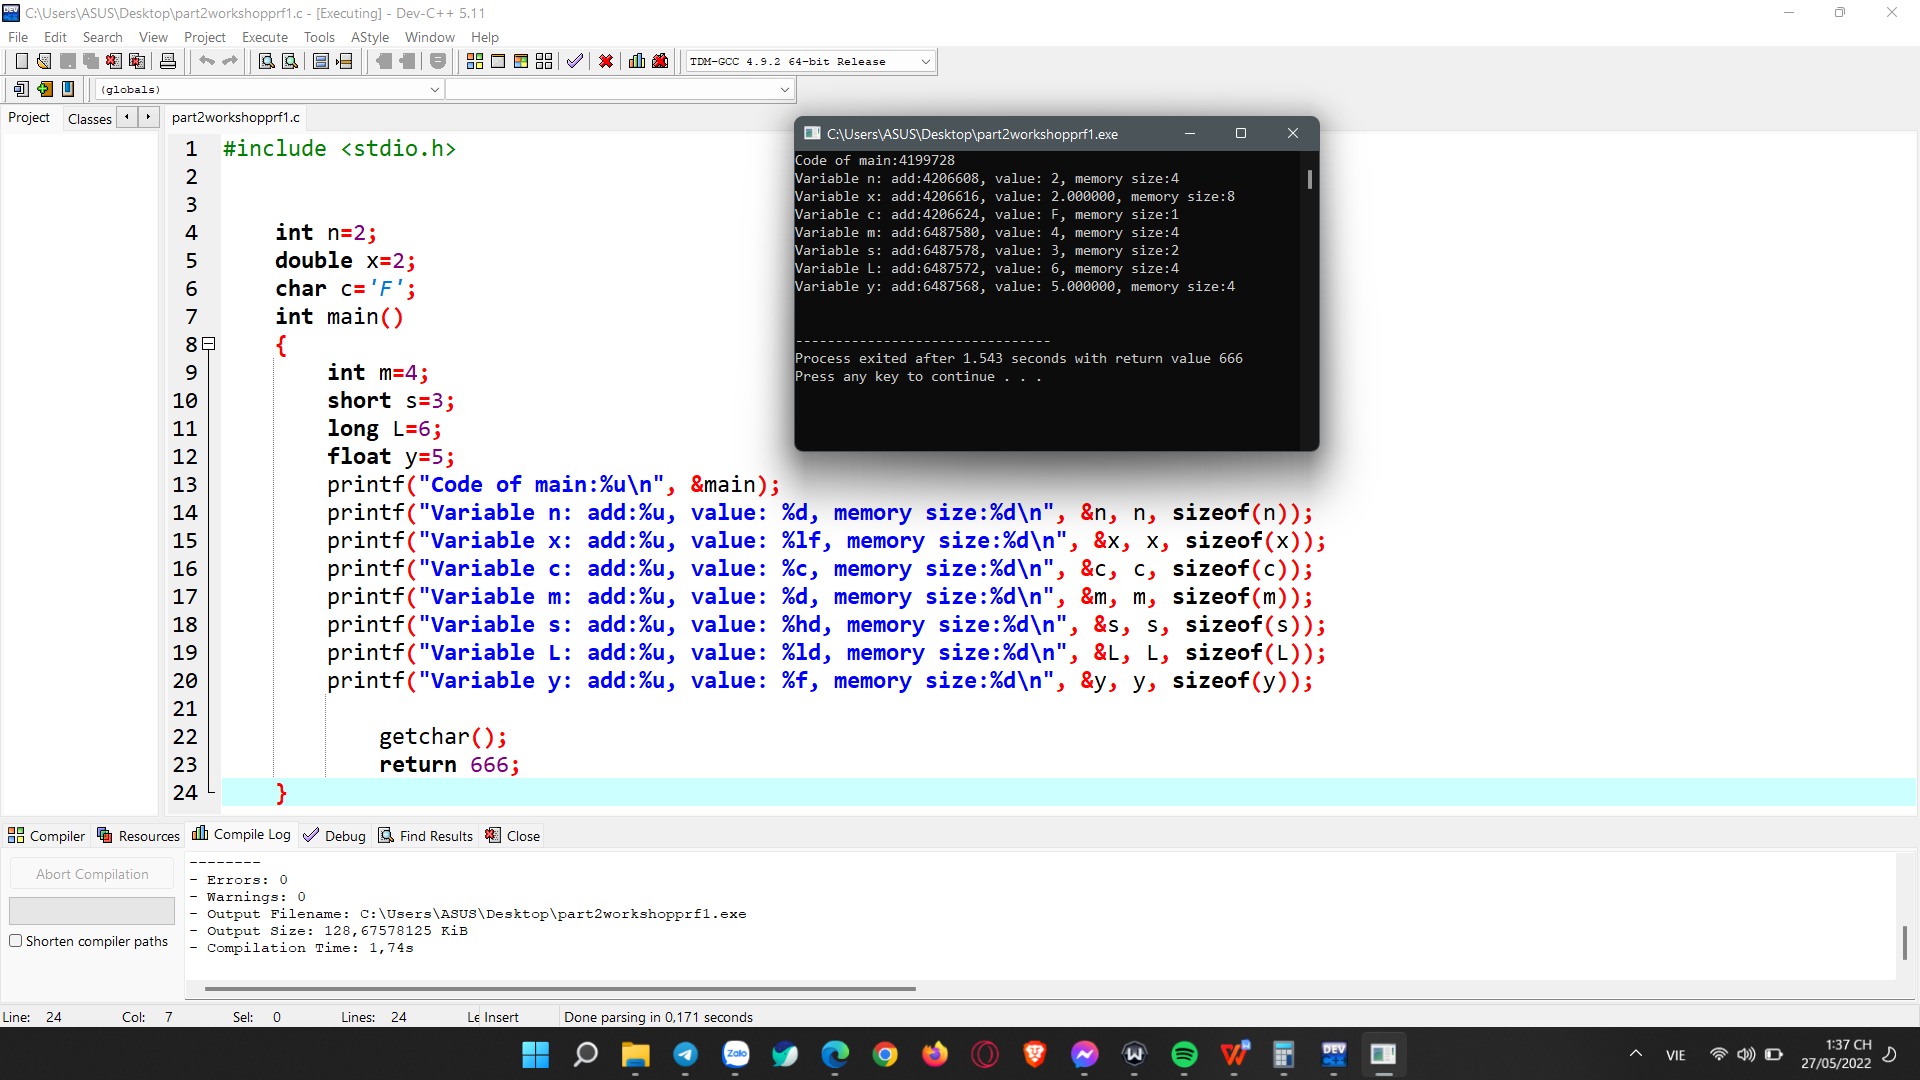 C:\Users\ASUS\Desktop\part2workshopprf1.c - [Executing] - Dev-C++ 5.11
File Edit Search View Project Execute Tools AStyle Window Help
TDM-GCC 4.9.2 64-bit Release
(globals)
Project Classes part2workshopprf1.c
1 #include <stdio.h>
2
3
4 int n=2;
5 double x=2;
6 char c='F';
7 int main()
8 {
9 int m=4;
10 short s=3;
11 long L=6;
12 float y=5;
13 printf("Code of main:%u\n", &main);
14 printf("Variable n: add:%u, value: %d, memory size:%d\n", &n, n, sizeof(n));
15 printf("Variable x: add:%u, value: %lf, memory size:%d\n", &x, x, sizeof(x));
16 printf("Variable c: add:%u, value: %c, memory size:%d\n", &c, c, sizeof(c));
17 printf("Variable m: add:%u, value: %d, memory size:%d\n", &m, m, sizeof(m));
18 printf("Variable s: add:%u, value: %hd, memory size:%d\n", &s, s, sizeof(s));
19 printf("Variable L: add:%u, value: %ld, memory size:%d\n", &L, L, sizeof(L));
20 printf("Variable y: add:%u, value: %f, memory size:%d\n", &y, y, sizeof(y));
21
22 getchar();
23 return 666;
24 }
C:\Users\ASUS\Desktop\part2workshopprf1.exe
Code of main:4199728
Variable n: add:4206608, value: 2, memory size:4
Variable x: add:4206616, value: 2.000000, memory size:8
Variable c: add:4206624, value: F, memory size:1
Variable m: add:6487580, value: 4, memory size:4
Variable s: add:6487578, value: 3, memory size:2
Variable L: add:6487572, value: 6, memory size:4
Variable y: add:6487568, value: 5.000000, memory size:4
--------------------------------
Process exited after 1.543 seconds with return value 666
Press any key to continue . . .
Compiler Resources Compile Log Debug Find Results Close
Abort Compilation
Shorten compiler paths
--------
- Errors: 0
- Warnings: 0
- Output Filename: C:\Users\ASUS\Desktop\part2workshopprf1.exe
- Output Size: 128,67578125 KiB
- Compilation Time: 1,74s
Line: 24 Col: 7 Sel: 0 Lines: 24 Le Insert Done parsing in 0,171 seconds
Zalo
DEV
VIE
1:37 CH
27/05/2022